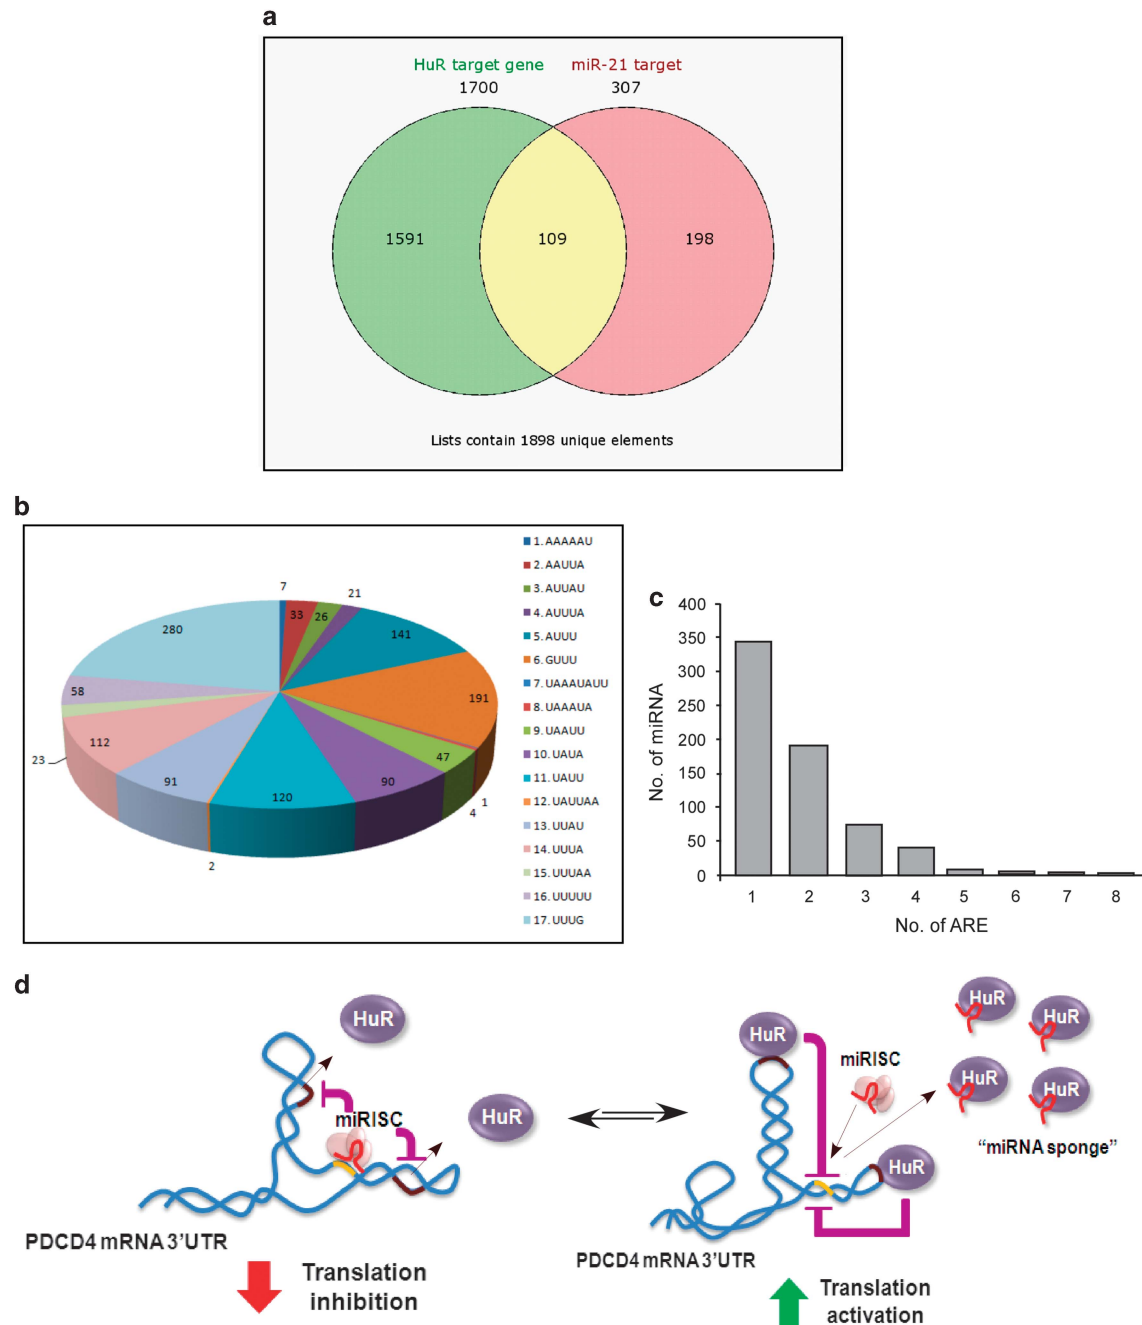 a
HuR target gene
miR-21 target
1700
307
1591
109
198
Lists contain 1898 unique elements
b
7
33
26
21
141
191
1
4
47
90
120
2
91
112
23
58
280
1. AAAAAU
2. AAUUA
3. AUUAU
4. AUUUA
5. AUUU
6. GUUU
7. UAAAUAUU
8. UAAAUA
9. UAAUU
10. UAUA
11. UAUU
12. UAUUAA
13. UUAU
14. UUUA
15. UUUAA
16. UUUUU
17. UUUG
c
No. of miRNA
400
350
300
250
200
150
100
50
0
1 2 3 4 5 6 7 8
No. of ARE
d
HuR
miRISC
HuR
PDCD4 mRNA 3’UTR
Translation
inhibition
HuR
miRISC
HuR
HuR
HuR
HuR
HuR
“miRNA sponge”
PDCD4 mRNA 3’UTR
Translation
activation